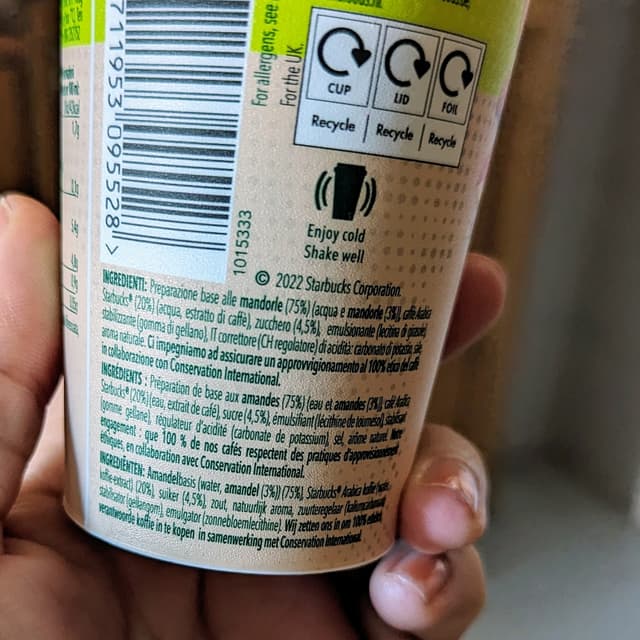 For allergens, see
For the UK.
711953 095528 >
1015333
CUP
LID
FOIL
Recycle
Recycle
Recycle
Enjoy cold
Shake well
© 2022 Starbucks Corporation.
INGREDIENTI: Preparazione base alle mandorle (75%) (acqua e mandorle (3%)), caffè Arabica
Starbucks® (20%) (acqua, estratto di caffè), zucchero (4,5%), emulsionante (lecitina di girasole),
stabilizzante (gomma di gellano), IT correttore (CH regolatore) di acidità: carbonato di potassio, sale,
aroma naturale. Ci impegniamo ad assicurare un approvvigionamento al 100% etico del caffè
in collaborazione con Conservation International.
INGRÉDIENTS : Préparation de base aux amandes (75%) (eau et amandes (3%)), café Arabica
Starbucks® (20%) (eau, extrait de café), sucre (4,5%), émulsifiant (lécithine de tournesol), stabilisant
(gomme gellane), régulateur d'acidité (carbonate de potassium), sel, arôme naturel. Notre
engagement : que 100 % de nos cafés respectent des pratiques d'approvisionnement
éthiques, en collaboration avec Conservation International.
INGREDIËNTEN: Amandelbasis (water, amandel (3%)) (75%), Starbucks® Arabica koffie (water,
koffie-extract) (20%), suiker (4,5%), zout, natuurlijk aroma, zuurteregelaar (kaliumcarbonaat),
stabilisator (gellangom), emulgator (zonnebloemlecithine). Wij zetten ons in om 100% ethisch
verantwoorde koffie in te kopen in samenwerking met Conservation International.